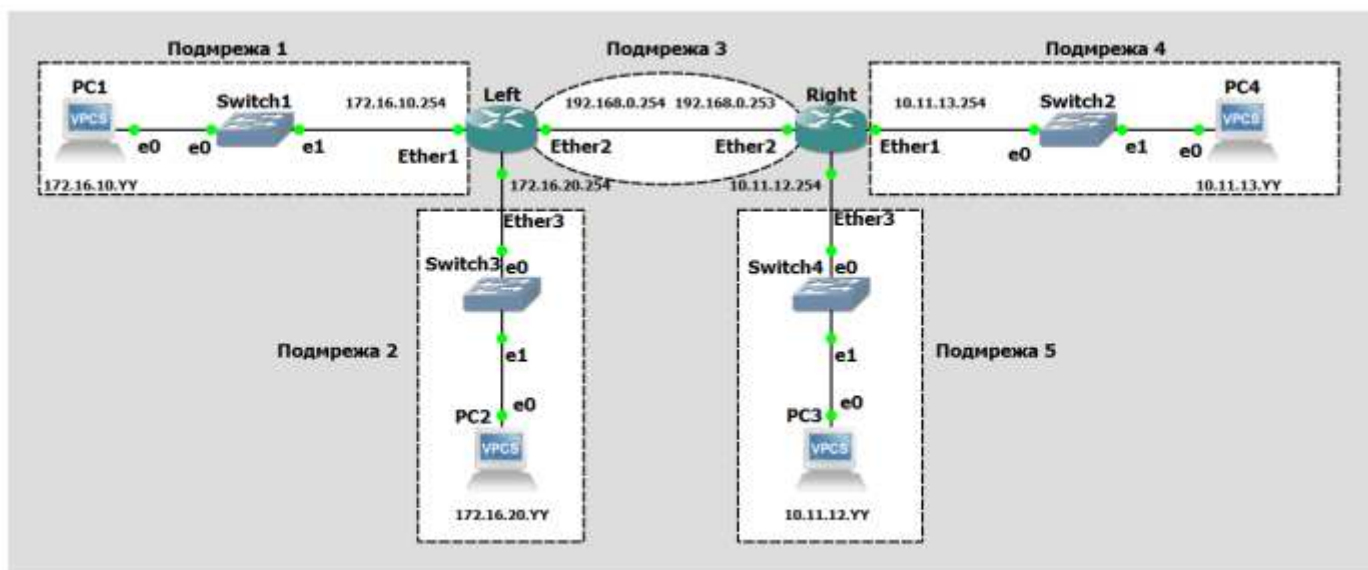 Подмрежа 1
Подмрежа 3
Подмрежа 4
PC1
Switch1
172.16.10.254
Left
192.168.0.254
192.168.0.253
Right
10.11.13.254
Switch2
PC4
VPCS
VPCS
e0
e0
e1
Ether1
Ether2
Ether2
Ether1
e0
e1
e0
172.16.10.YY
172.16.20.254
10.11.12.254
10.11.13.YY
Ether3
Ether3
Switch3
e0
Switch4
e0
Подмрежа 2
e1
e1
Подмрежа 5
PC2
e0
PC3
e0
VPCS
VPCS
172.16.20.YY
10.11.12.YY